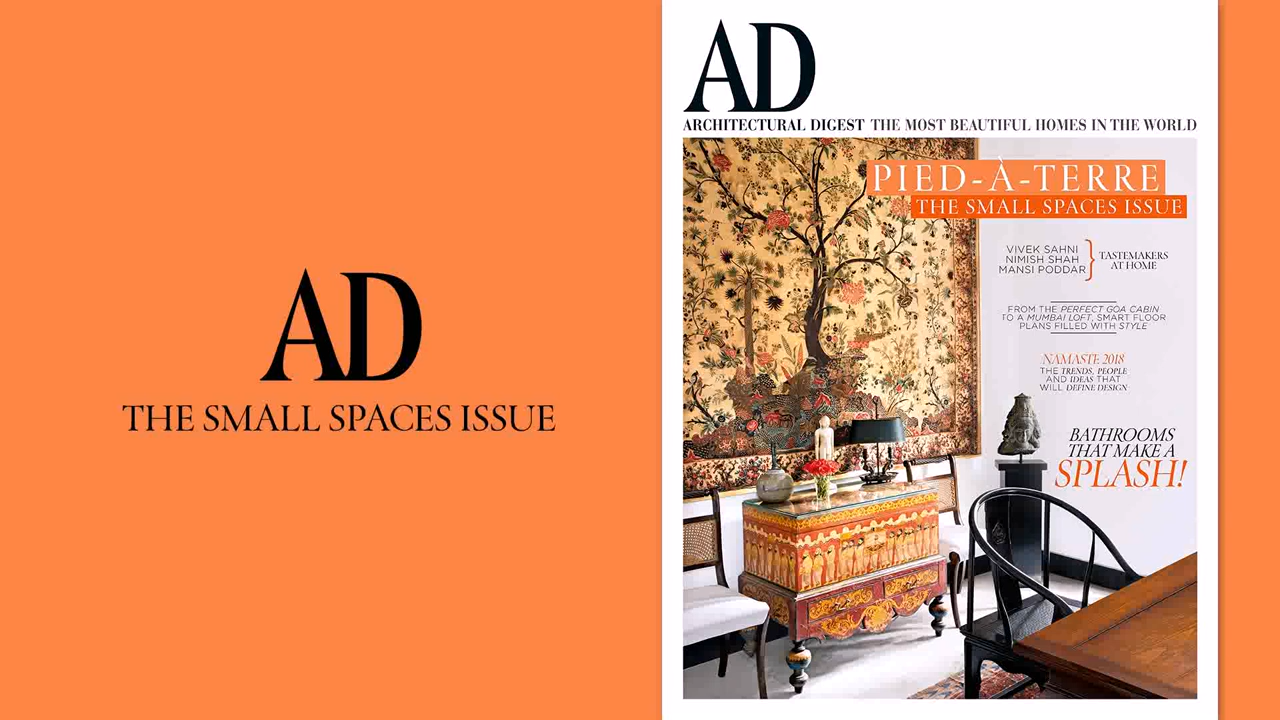 AD
THE SMALL SPACES ISSUE
AD
ARCHITECTURAL DIGEST THE MOST BEAUTIFUL HOMES IN THE WORLD
PIED-À-TERRE
THE SMALL SPACES ISSUE
VIVEK SAHNI
NIMISH SHAH
MANSI PODDAR
TASTEMAKERS
AT HOME
FROM THE PERFECT GOA CABIN
TO A MUMBAI LOFT, SMART FLOOR
PLANS FILLED WITH STYLE
NAMASTE 2018
THE TRENDS, PEOPLE
AND IDEAS THAT
WILL DEFINE DESIGN
BATHROOMS
THAT MAKE A
SPLASH!